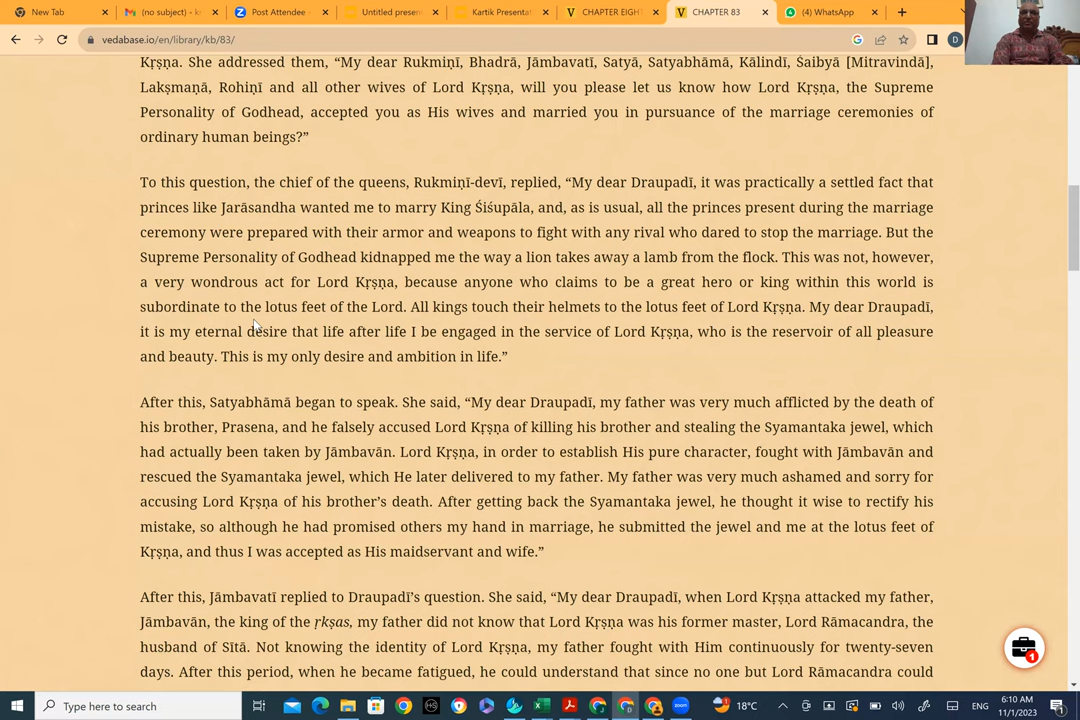 New Tab
(no subject) - k
Post Attendee -
Untitled presen
Kartik Presenta
CHAPTER EIGH
CHAPTER 83
(4) WhatsApp
vedabase.io/en/library/kb/83/
D
Kṛṣṇa. She addressed them, “My dear Rukmiṇī, Bhadrā, Jāmbavatī, Satyā, Satyabhāmā, Kālindī, Śaibyā [Mitravindā],
Lakṣmaṇā, Rohiṇī and all other wives of Lord Kṛṣṇa, will you please let us know how Lord Kṛṣṇa, the Supreme
Personality of Godhead, accepted you as His wives and married you in pursuance of the marriage ceremonies of
ordinary human beings?”
To this question, the chief of the queens, Rukmiṇī-devī, replied, “My dear Draupadī, it was practically a settled fact that
princes like Jarāsandha wanted me to marry King Śiśupāla, and, as is usual, all the princes present during the marriage
ceremony were prepared with their armor and weapons to fight with any rival who dared to stop the marriage. But the
Supreme Personality of Godhead kidnapped me the way a lion takes away a lamb from the flock. This was not, however,
a very wondrous act for Lord Kṛṣṇa, because anyone who claims to be a great hero or king within this world is
subordinate to the lotus feet of the Lord. All kings touch their helmets to the lotus feet of Lord Kṛṣṇa. My dear Draupadī,
it is my eternal desire that life after life I be engaged in the service of Lord Kṛṣṇa, who is the reservoir of all pleasure
and beauty. This is my only desire and ambition in life.”
After this, Satyabhāmā began to speak. She said, “My dear Draupadī, my father was very much afflicted by the death of
his brother, Prasena, and he falsely accused Lord Kṛṣṇa of killing his brother and stealing the Syamantaka jewel, which
had actually been taken by Jāmbavān. Lord Kṛṣṇa, in order to establish His pure character, fought with Jāmbavān and
rescued the Syamantaka jewel, which He later delivered to my father. My father was very much ashamed and sorry for
accusing Lord Kṛṣṇa of his brother’s death. After getting back the Syamantaka jewel, he thought it wise to rectify his
mistake, so although he had promised others my hand in marriage, he submitted the jewel and me at the lotus feet of
Kṛṣṇa, and thus I was accepted as His maidservant and wife.”
After this, Jāmbavatī replied to Draupadī’s question. She said, “My dear Draupadī, when Lord Kṛṣṇa attacked my father,
Jāmbavān, the king of the ṛkṣas, my father did not know that Lord Kṛṣṇa was his former master, Lord Rāmacandra, the
husband of Sītā. Not knowing the identity of Lord Kṛṣṇa, my father fought with Him continuously for twenty-seven
days. After this period, when he became fatigued, he could understand that since no one but Lord Rāmacandra could
1
Type here to search
zoom
18°C
ENG
6:10 AM
11/1/2023